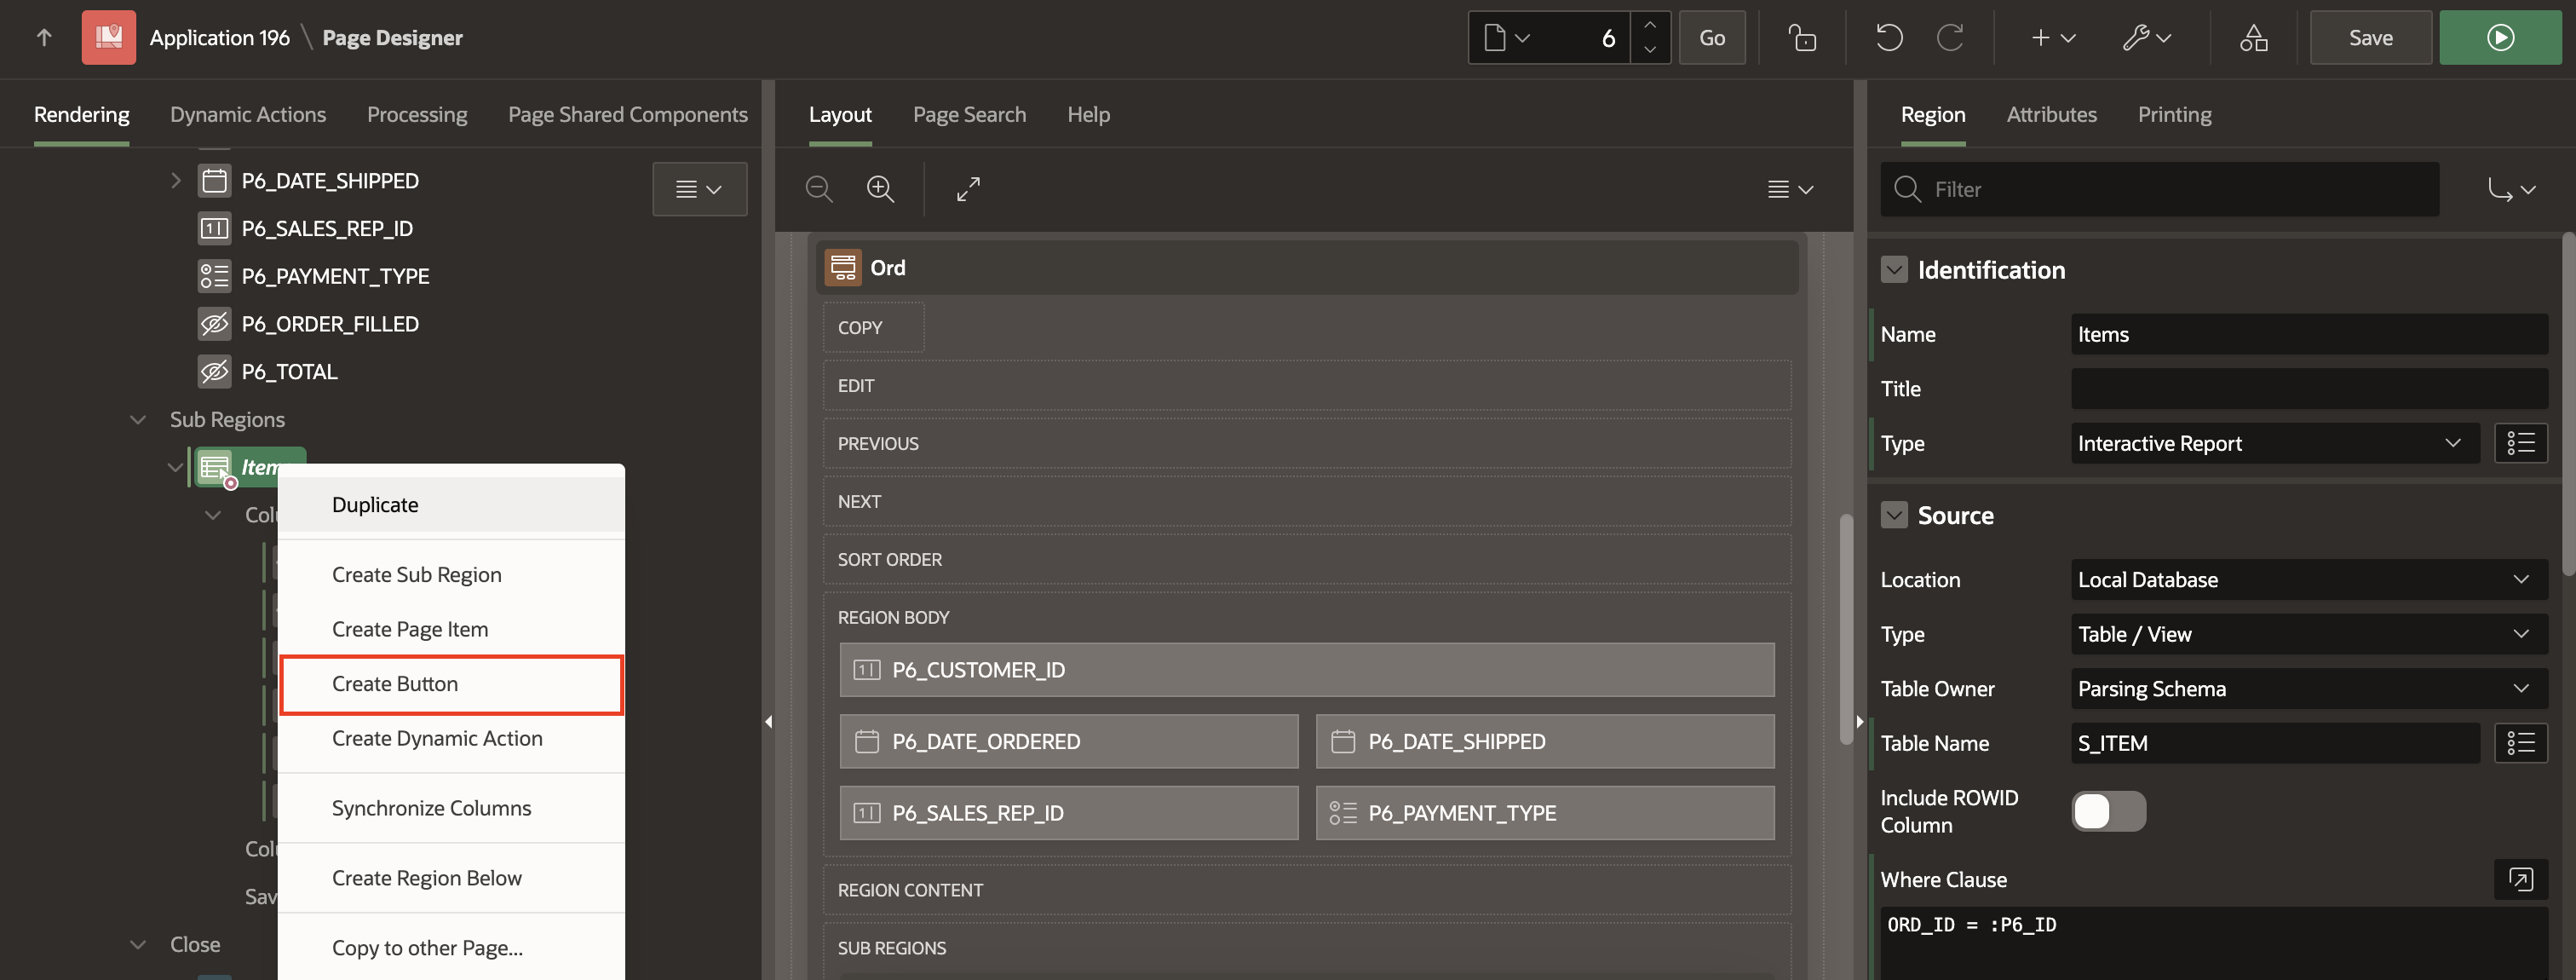 Application 196 \ Page Designer
6
Go
Save
Rendering
Dynamic Actions
Processing
Page Shared Components
P6_DATE_SHIPPED
P6_SALES_REP_ID
P6_PAYMENT_TYPE
P6_ORDER_FILLED
P6_TOTAL
Sub Regions
Item
Colu
Colu
Sav
Close
Duplicate
Create Sub Region
Create Page Item
Create Button
Create Dynamic Action
Synchronize Columns
Create Region Below
Copy to other Page...
Layout
Page Search
Help
Ord
COPY
EDIT
PREVIOUS
NEXT
SORT ORDER
REGION BODY
P6_CUSTOMER_ID
P6_DATE_ORDERED
P6_DATE_SHIPPED
P6_SALES_REP_ID
P6_PAYMENT_TYPE
REGION CONTENT
SUB REGIONS
Region
Attributes
Printing
Filter
Identification
Name
Items
Title
Type
Interactive Report
Source
Location
Local Database
Type
Table / View
Table Owner
Parsing Schema
Table Name
S_ITEM
Include ROWID
Column
Where Clause
ORD_ID = :P6_ID